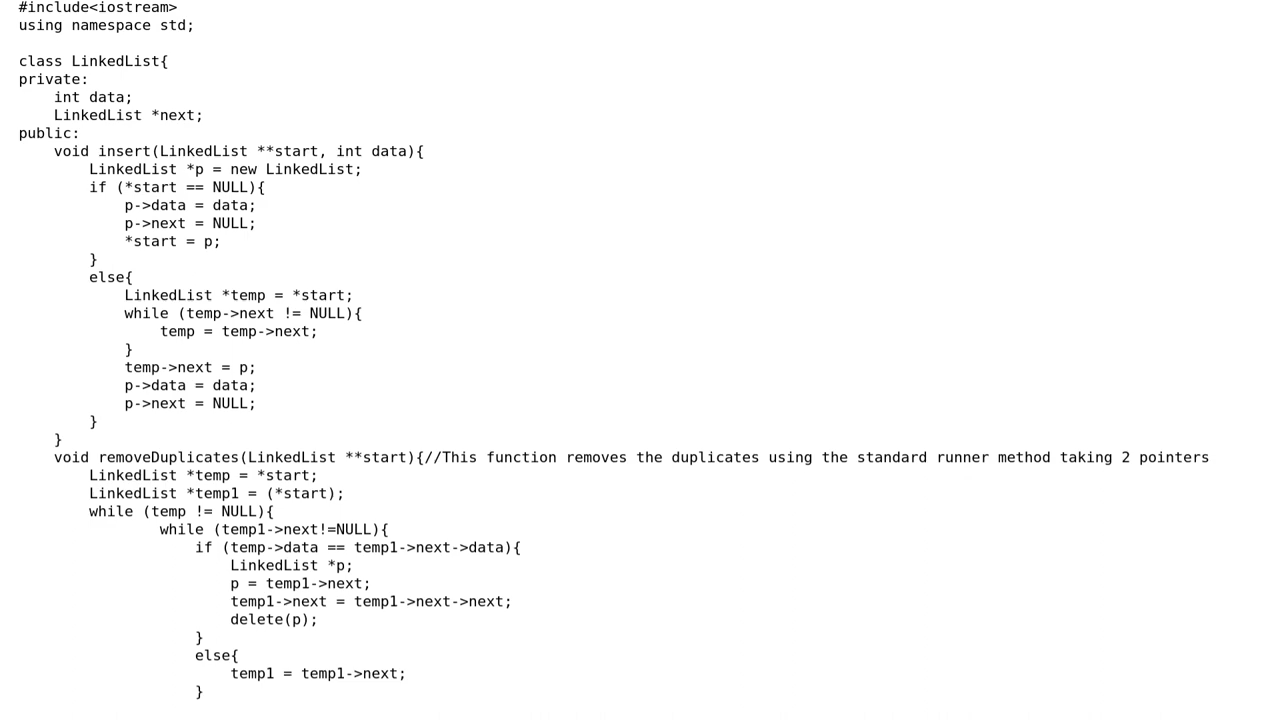 #include<iostream>
using namespace std;

class LinkedList{
private:
    int data;
    LinkedList *next;
public:
    void insert(LinkedList **start, int data){
        LinkedList *p = new LinkedList;
        if (*start == NULL){
            p->data = data;
            p->next = NULL;
            *start = p;
        }
        else{
            LinkedList *temp = *start;
            while (temp->next != NULL){
                temp = temp->next;
            }
            temp->next = p;
            p->data = data;
            p->next = NULL;
        }
    }
    void removeDuplicates(LinkedList **start){//This function removes the duplicates using the standard runner method taking 2 pointers
        LinkedList *temp = *start;
        LinkedList *temp1 = (*start);
        while (temp != NULL){
                while (temp1->next!=NULL){
                    if (temp->data == temp1->next->data){
                        LinkedList *p;
                        p = temp1->next;
                        temp1->next = temp1->next->next;
                        delete(p);
                    }
                    else{
                        temp1 = temp1->next;
                    }